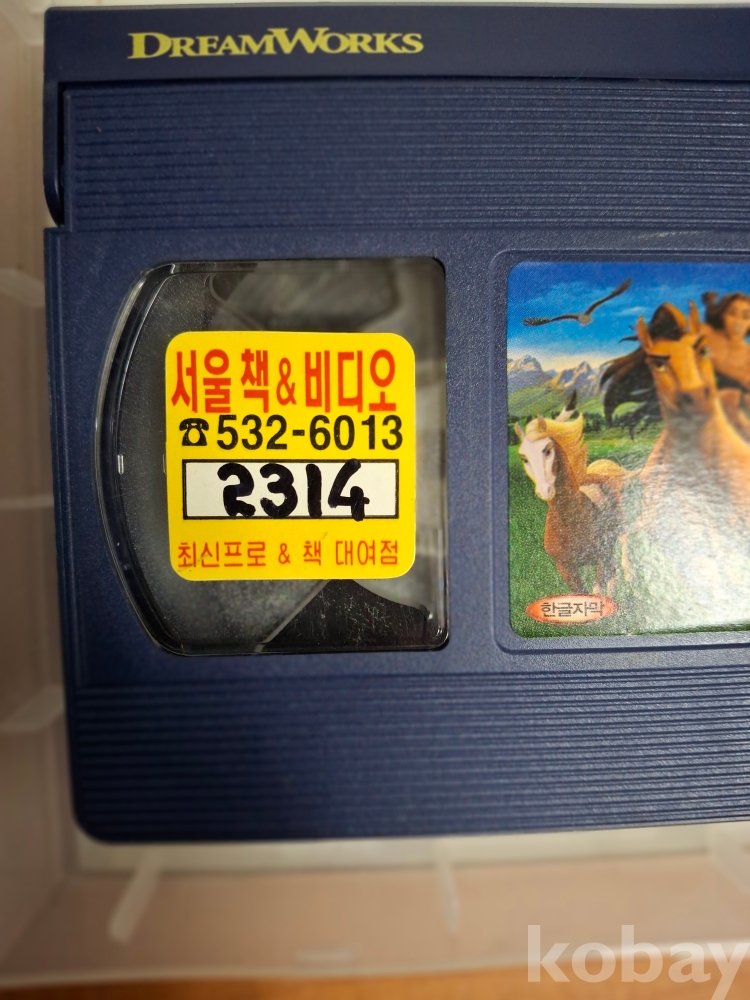 DREAMWORKS
서울 책 & 비디오
☎532-6013
2314
최신프로 & 책 대여점
한글자막
kobay